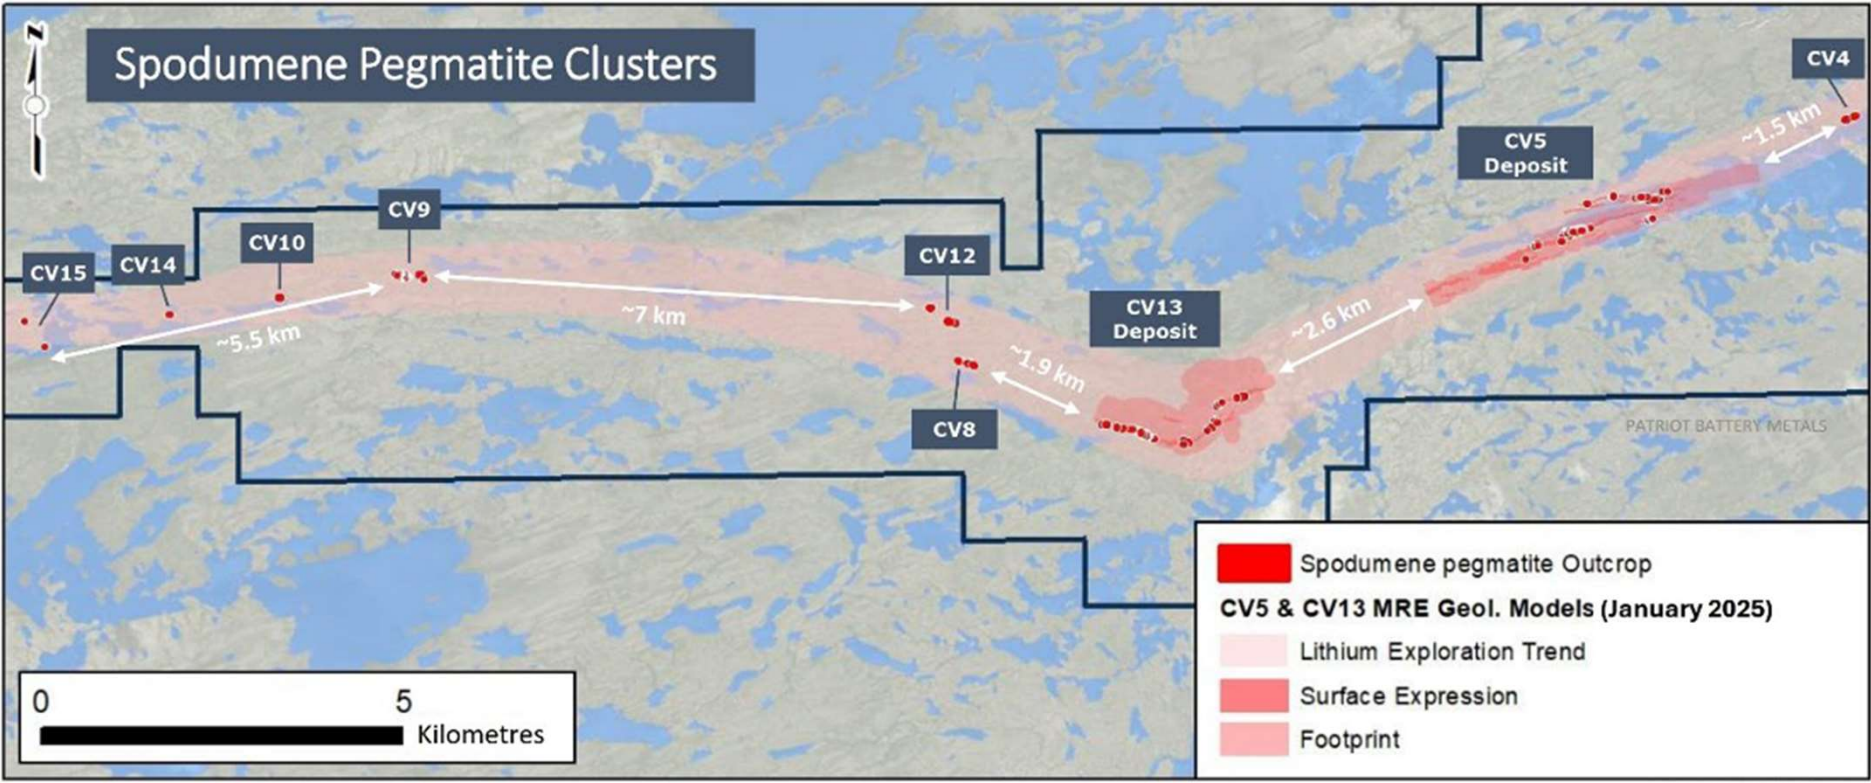 N
Spodumene Pegmatite Clusters
CV4
~1.5 km
CV5
Deposit
CV9
CV10
CV14
CV15
CV12
~5.5 km
~7 km
CV13
Deposit
~2.6 km
~1.9 km
CV8
PATRIOT BATTERY METALS
Spodumene pegmatite Outcrop
CV5 & CV13 MRE Geol. Models (January 2025)
Lithium Exploration Trend
Surface Expression
Footprint
0 5
Kilometres